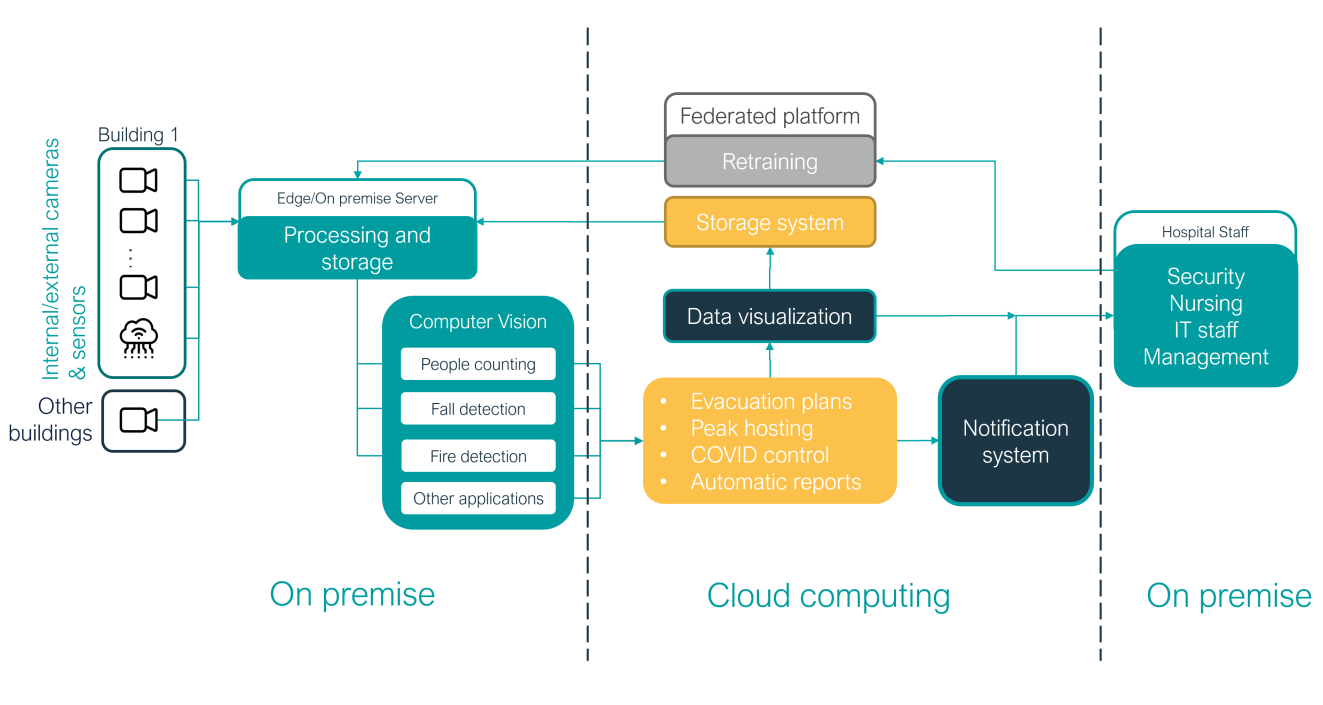 Internal/external cameras
& sensors
Building 1
Other
buildings
Edge/On premise Server
Processing and
storage
Computer Vision
People counting
Fall detection
Fire detection
Other applications
On premise
Federated platform
Retraining
Storage system
Data visualization
• Evacuation plans
• Peak hosting
• COVID control
• Automatic reports
Notification
system
Cloud computing
Hospital Staff
Security
Nursing
IT staff
Management
On premise